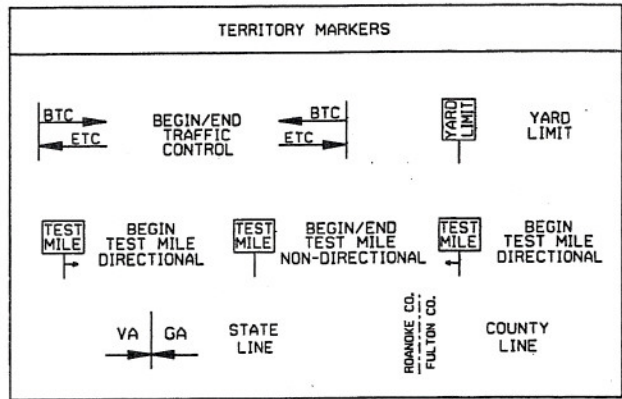 TERRITORY MARKERS
BTC
ETC
BEGIN/END
TRAFFIC
CONTROL
BTC
ETC
YARD
LIMIT
YARD
LIMIT
TEST
MILE
BEGIN
TEST MILE
DIRECTIONAL
TEST
MILE
BEGIN/END
TEST MILE
NON-DIRECTIONAL
TEST
MILE
BEGIN
TEST MILE
DIRECTIONAL
VA
GA
STATE
LINE
ROANOKE CO.
FULTON CO.
COUNTY
LINE